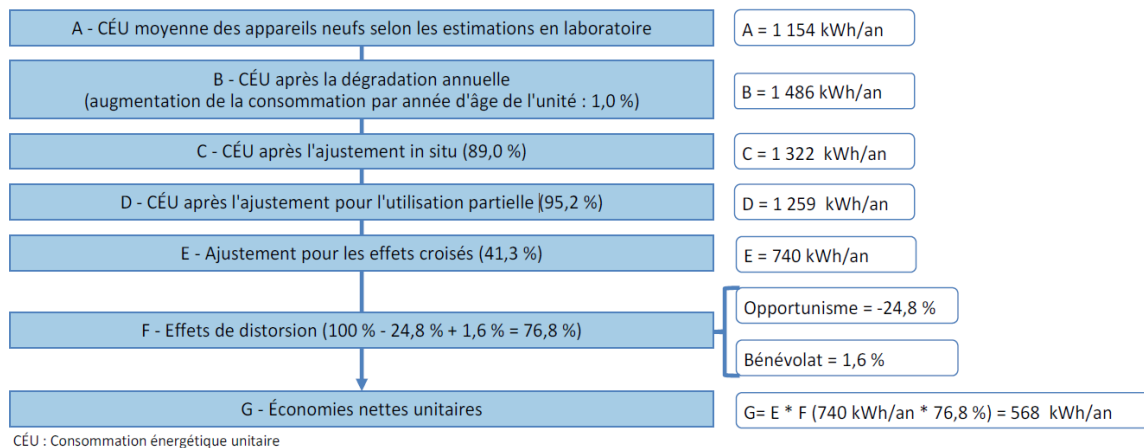 A - CÉU moyenne des appareils neufs selon les estimations en laboratoire
A = 1 154 kWh/an
B - CÉU après la dégradation annuelle
(augmentation de la consommation par année d'âge de l'unité : 1,0 %)
B = 1 486 kWh/an
C - CÉU après l'ajustement in situ (89,0 %)
C = 1 322 kWh/an
D - CÉU après l'ajustement pour l'utilisation partielle (95,2 %)
D = 1 259 kWh/an
E - Ajustement pour les effets croisés (41,3 %)
E = 740 kWh/an
F - Effets de distorsion (100 % - 24,8 % + 1,6 % = 76,8 %)
Opportunisme = -24,8 %
Bénévolat = 1,6 %
G - Économies nettes unitaires
G= E * F (740 kWh/an * 76,8 %) = 568 kWh/an
CÉU : Consommation énergétique unitaire